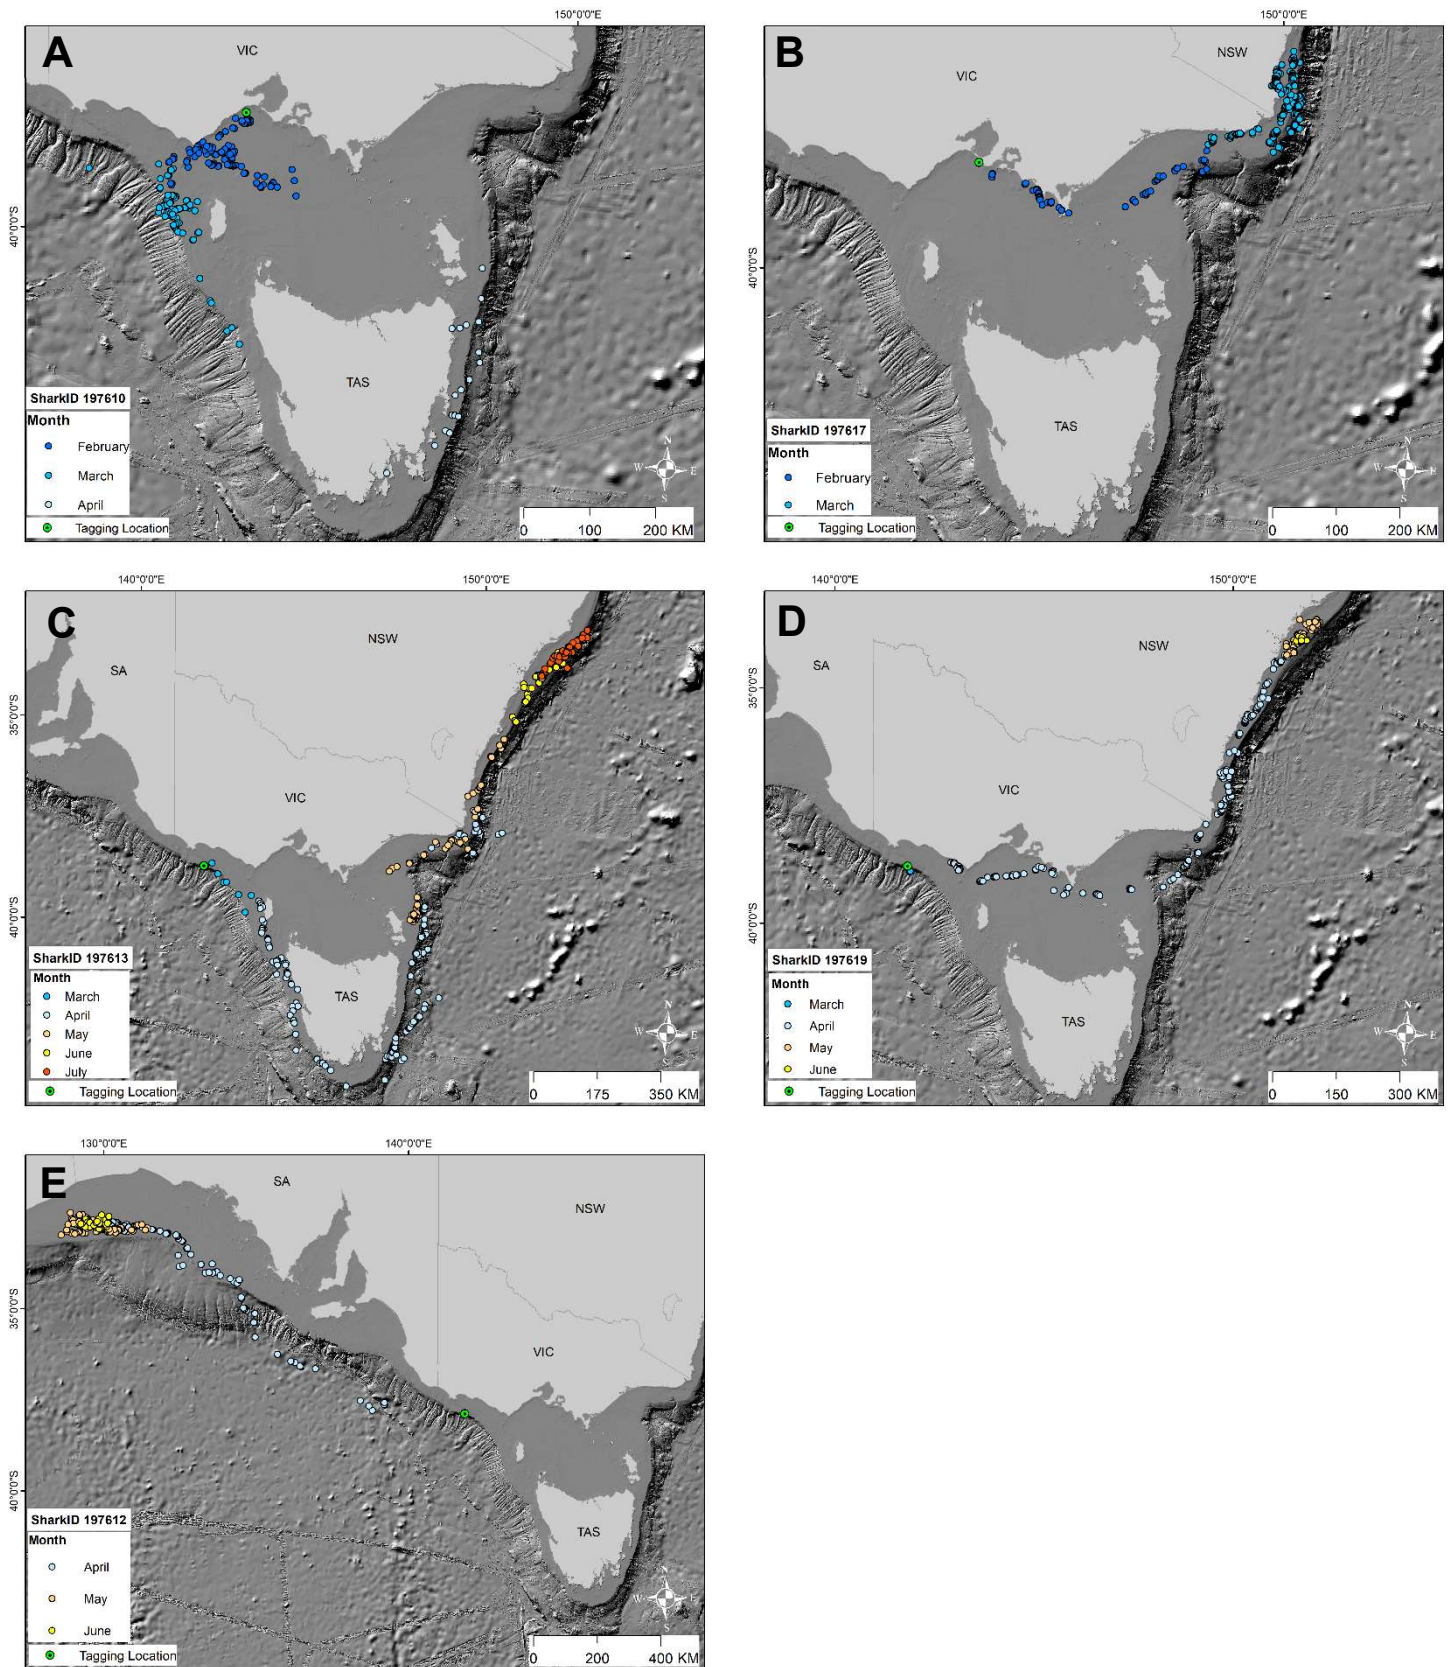 150°0'0"E
A
VIC
40°0'0"S
TAS
SharkID 197610
Month
February
March
April
Tagging Location
N
W E
S
0 100 200 KM
150°0'0"E
B
NSW
VIC
40°0'0"S
TAS
SharkID 197617
Month
February
March
Tagging Location
N
W E
S
0 100 200 KM
140°0'0"E 150°0'0"E
C
NSW
SA
35°0'0"S
VIC
40°0'0"S
TAS
SharkID 197613
Month
March
April
May
June
July
Tagging Location
N
W E
S
0 175 350 KM
140°0'0"E 150°0'0"E
D
NSW
SA
35°0'0"S
VIC
40°0'0"S
TAS
SharkID 197619
Month
March
April
May
June
Tagging Location
N
W E
S
0 150 300 KM
130°0'0"E 140°0'0"E
E
SA
NSW
35°0'0"S
VIC
40°0'0"S
TAS
SharkID 197612
Month
April
May
June
Tagging Location
N
W E
S
0 200 400 KM